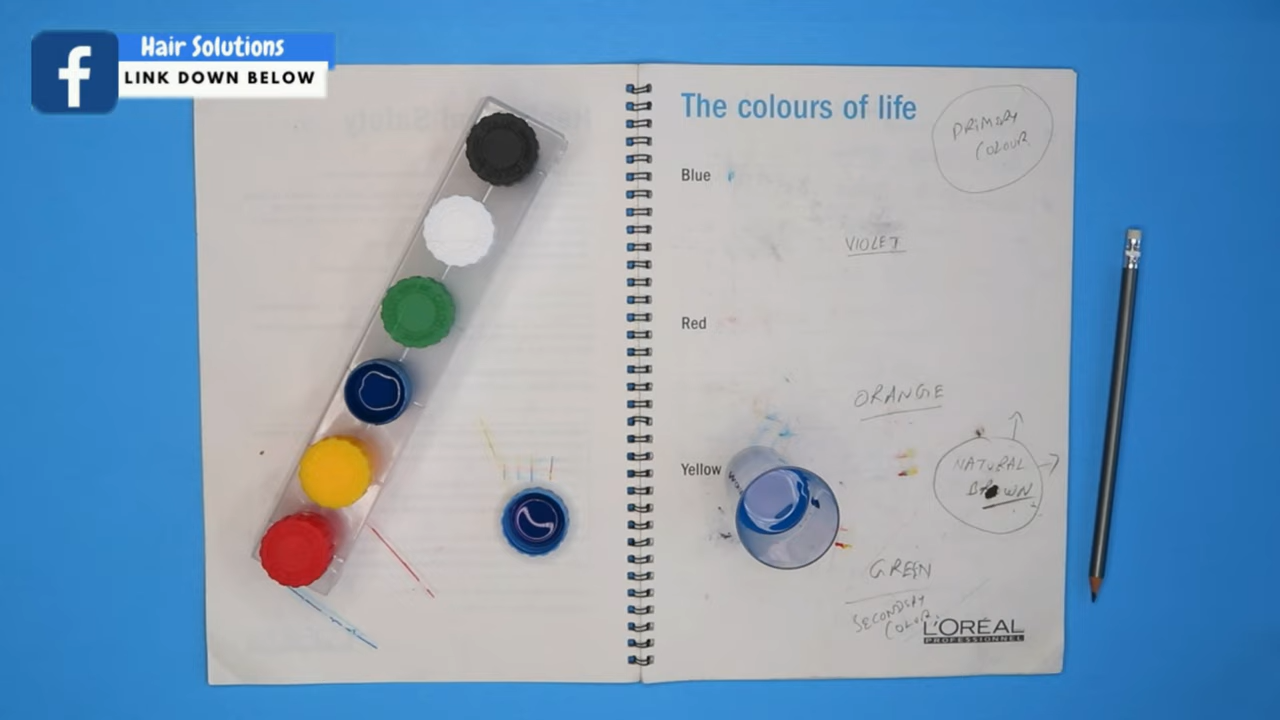 Hair Solutions
LINK DOWN BELOW
The colours of life
PRIMARY
COLOUR
Blue
VIOLET
Red
ORANGE
Yellow
NATURAL
BROWN
GREEN
SECONDRY
COLOUR
L'ORÉAL
PROFESSIONNEL